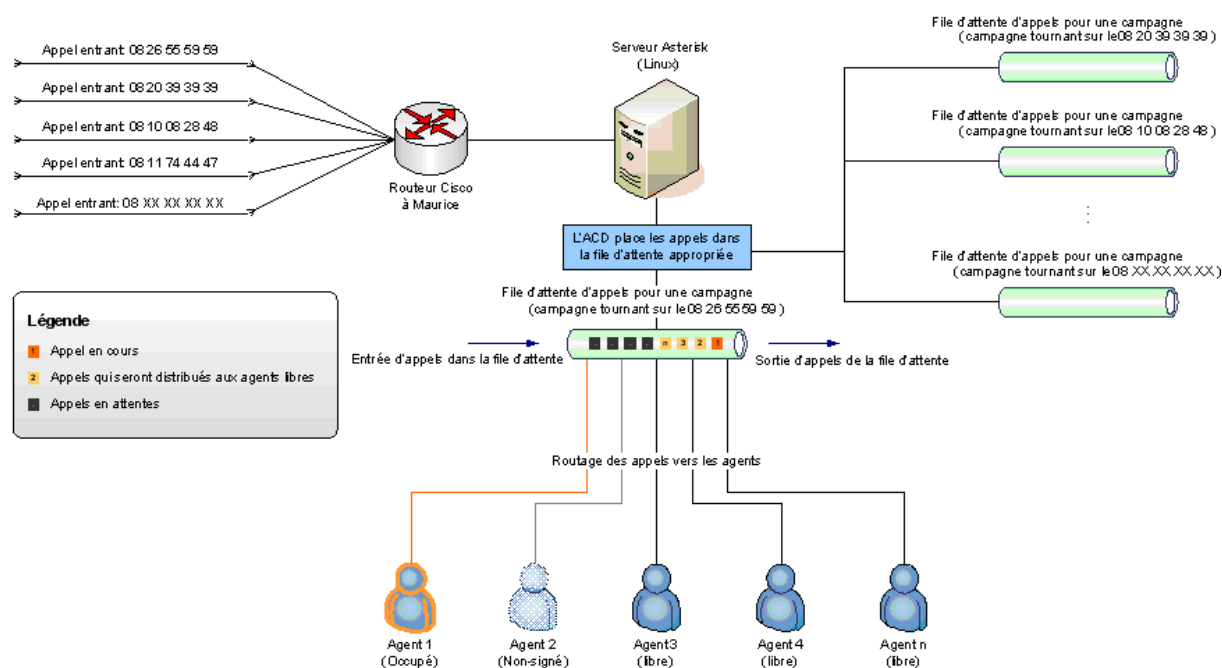 Appel entrant: 08 26 55 59 59
Appel entrant: 08 20 39 39 39
Appel entrant: 08 10 08 28 48
Appel entrant: 08 11 74 44 47
Appel entrant: 08 XX XX XX XX
Routeur Cisco
à Maurice
Serveur Asterisk
(Linux)
File d'attente d'appels pour une campagne
(campagne tournant sur le 08 20 39 39 39)
File d'attente d'appels pour une campagne
(campagne tournant sur le 08 10 08 28 48)
⋮
File d'attente d'appels pour une campagne
(campagne tournant sur le 08 XX XX XX XX)
L'ACD place les appels dans
la file d'attente appropriée
File d'attente d'appels pour une campagne
(campagne tournant sur le 08 26 55 59 59)
Légende
1 Appel en cours
2 Appels qui seront distribués aux agents libres
. Appels en attentes
Entrée d'appels dans la file d'attente
. . . . n 3 2 1
Sortie d'appels de la file d'attente
Routage des appels vers les agents
Agent 1
(Occupé)
Agent 2
(Non-signé)
Agent3
(libre)
Agent 4
(libre)
Agent n
(libre)